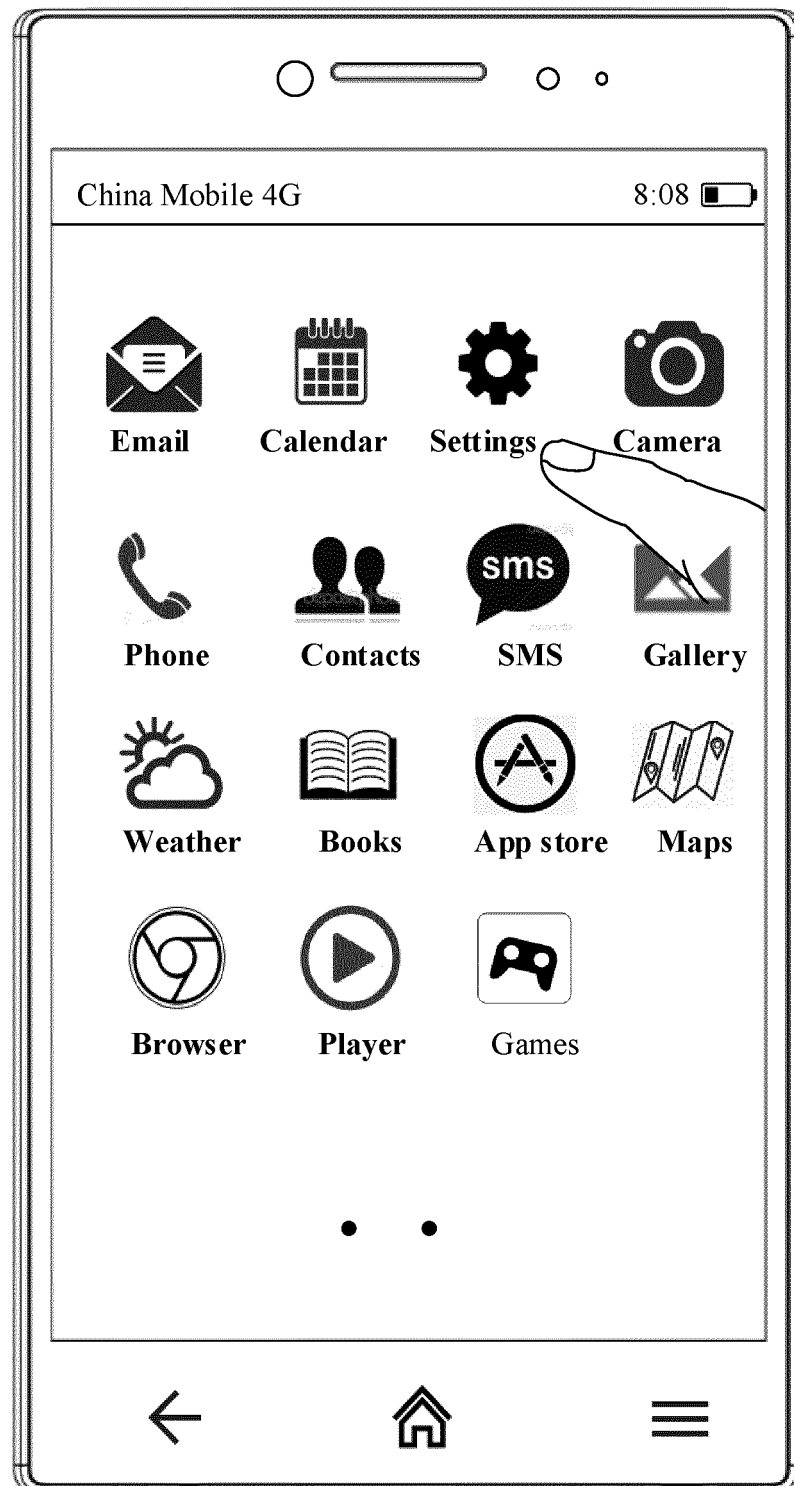 China Mobile 4G 8:08
Email Calendar Settings Camera
sms
Phone Contacts SMS Gallery
Weather Books App store Maps
Browser Player Games